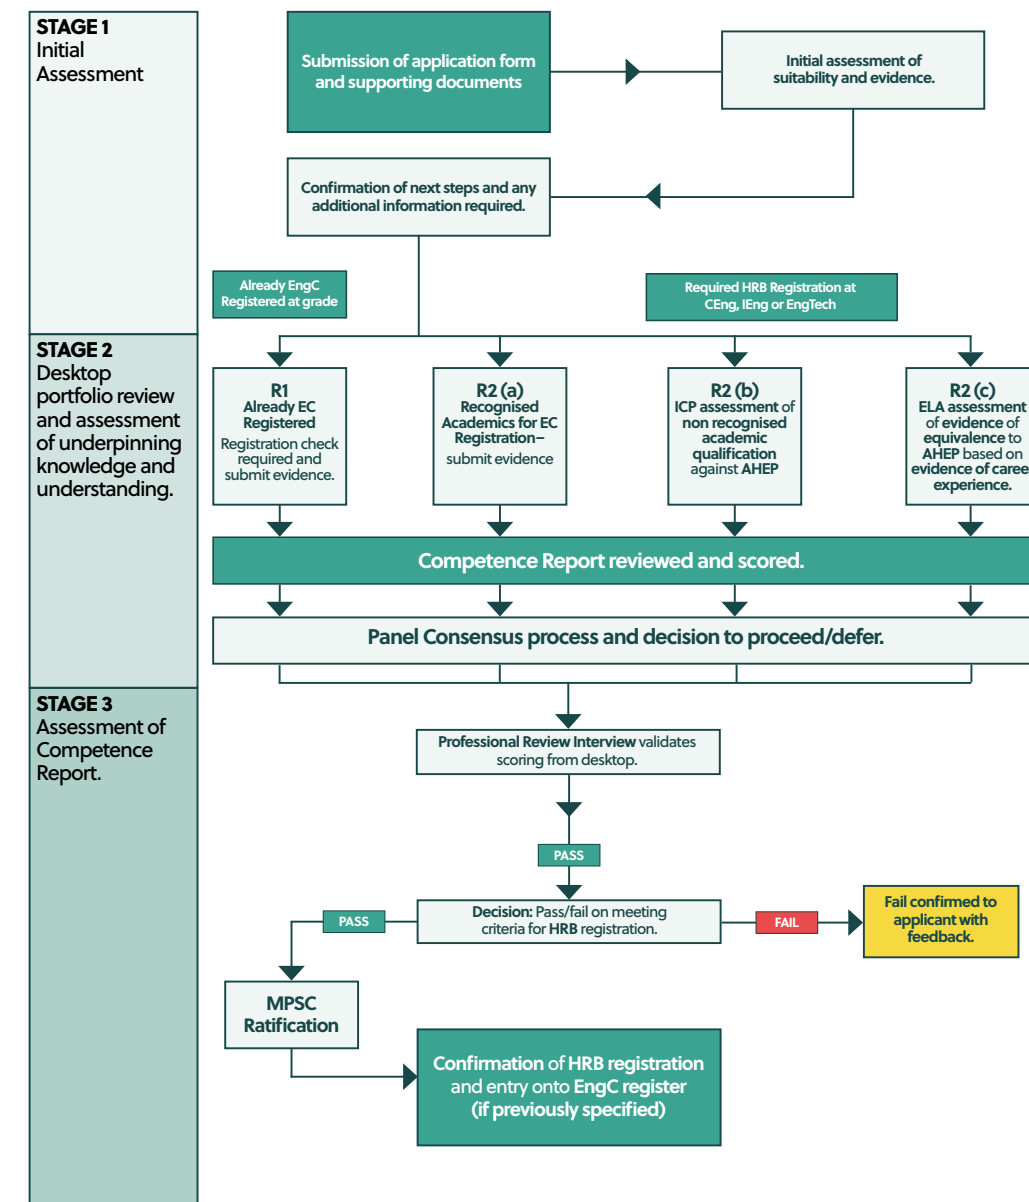 STAGE 1
Initial
Assessment
Submission of application form
and supporting documents
Initial assessment of
suitability and evidence.
Confirmation of next steps and any
additional information required.
Already EngC
Registered at grade
Required HRB Registration at
CEng, IEng or EngTech
STAGE 2
Desktop
portfolio review
and assessment
of underpinning
knowledge and
understanding.
R1
Already EC
Registered
Registration check
required and
submit evidence.
R2 (a)
Recognised
Academics for EC
Registration–
submit evidence
R2 (b)
ICP assessment of
non recognised
academic
qualification
against AHEP
R2 (c)
ELA assessment
of evidence of
equivalence to
AHEP based on
evidence of career
experience.
Competence Report reviewed and scored.
Panel Consensus process and decision to proceed/defer.
STAGE 3
Assessment of
Competence
Report.
Professional Review Interview validates
scoring from desktop.
PASS
PASS
Decision: Pass/fail on meeting
criteria for HRB registration.
FAIL
Fail confirmed to
applicant with
feedback.
MPSC
Ratification
Confirmation of HRB registration
and entry onto EngC register
(if previously specified)